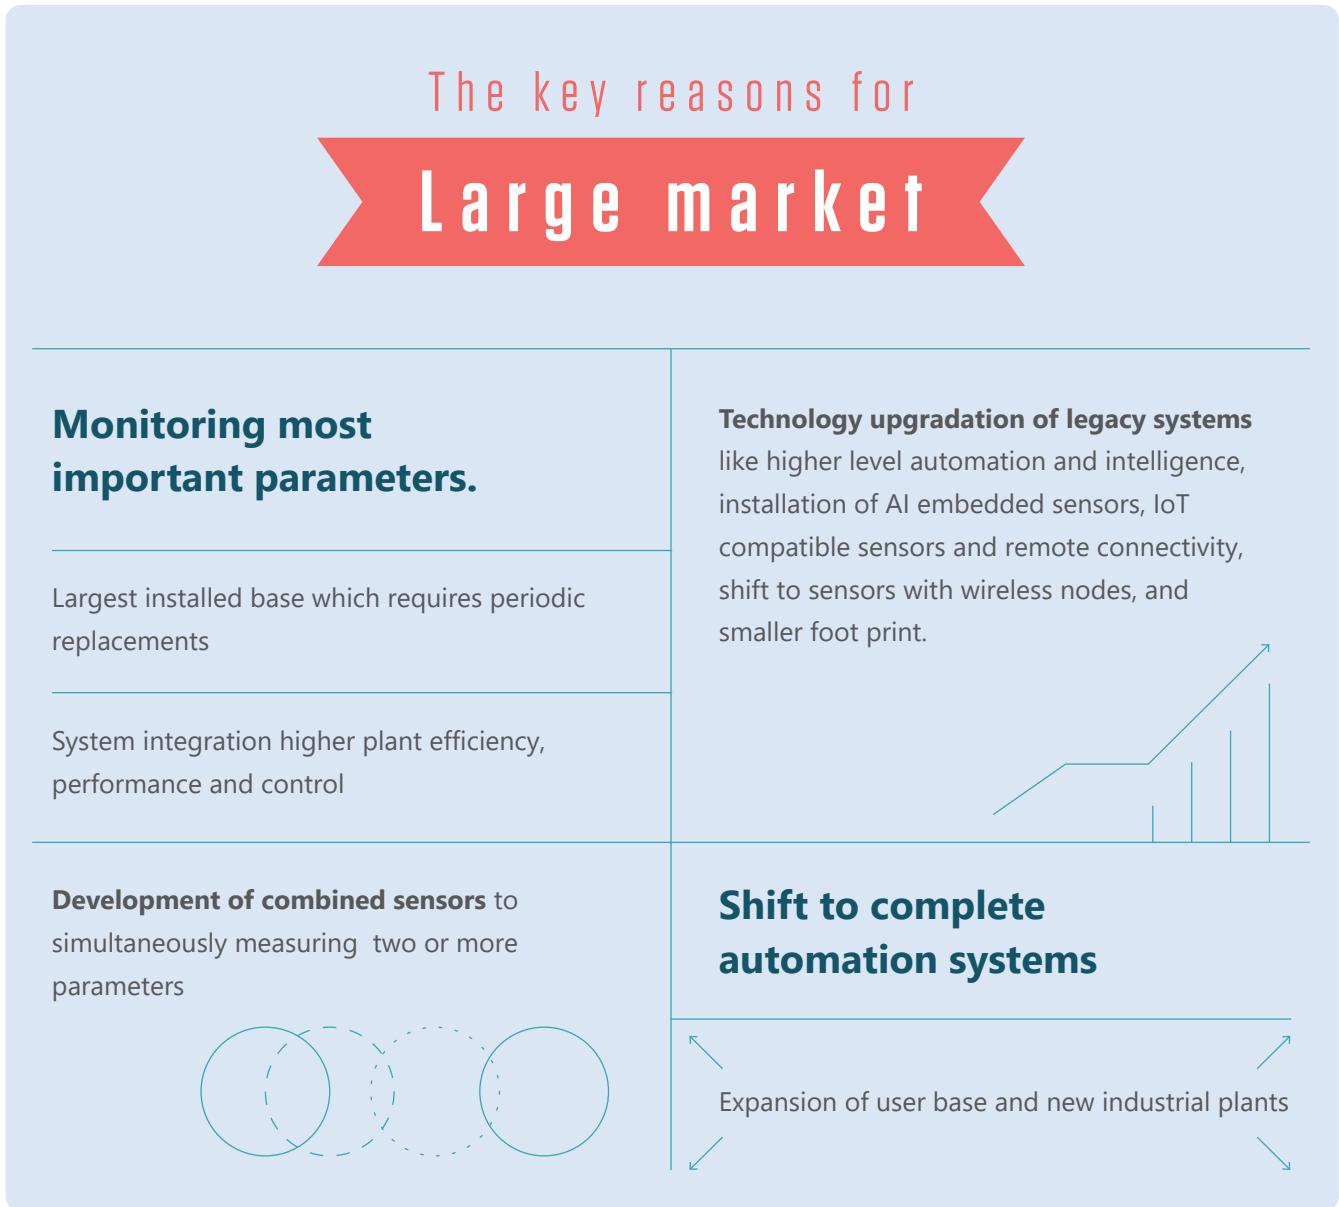 The key reasons for
Large market
Monitoring most
important parameters.
Largest installed base which requires periodic
replacements
System integration higher plant efficiency,
performance and control
Technology upgradation of legacy systems
like higher level automation and intelligence,
installation of AI embedded sensors, IoT
compatible sensors and remote connectivity,
shift to sensors with wireless nodes, and
smaller foot print.
Development of combined sensors to
simultaneously measuring two or more
parameters
Shift to complete
automation systems
Expansion of user base and new industrial plants